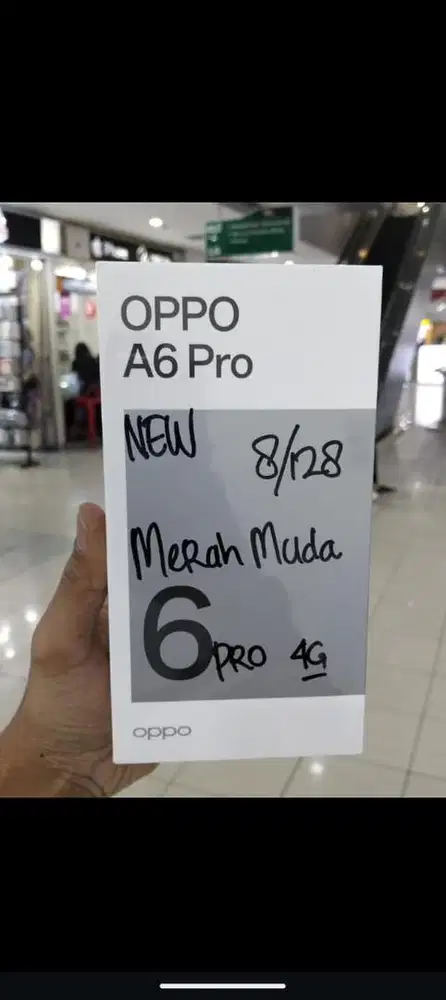 OPPO
A6 Pro
NEW 8/128
Merah Muda
6 PRO 4G
oppo